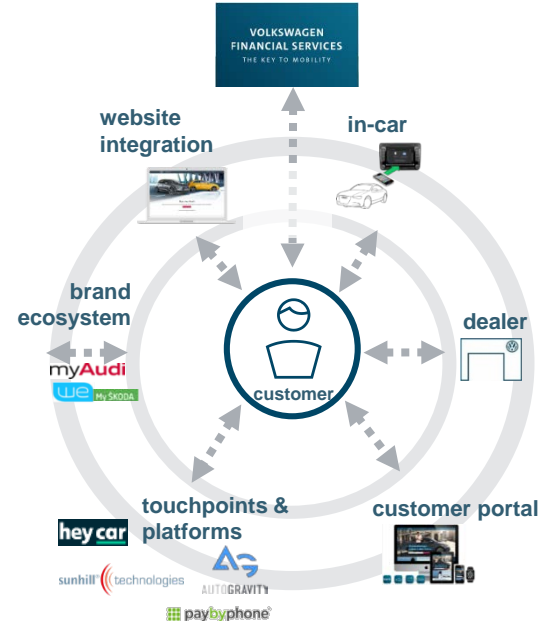 VOLKSWAGEN
FINANCIAL SERVICES
THE KEY TO MOBILITY
website
integration
in-car
brand
ecosystem
myAudi
we My ŠKODA
dealer
customer
touchpoints &
platforms
hey car
sunhill technologies
AUTOGRAVITY
paybyphone
customer portal